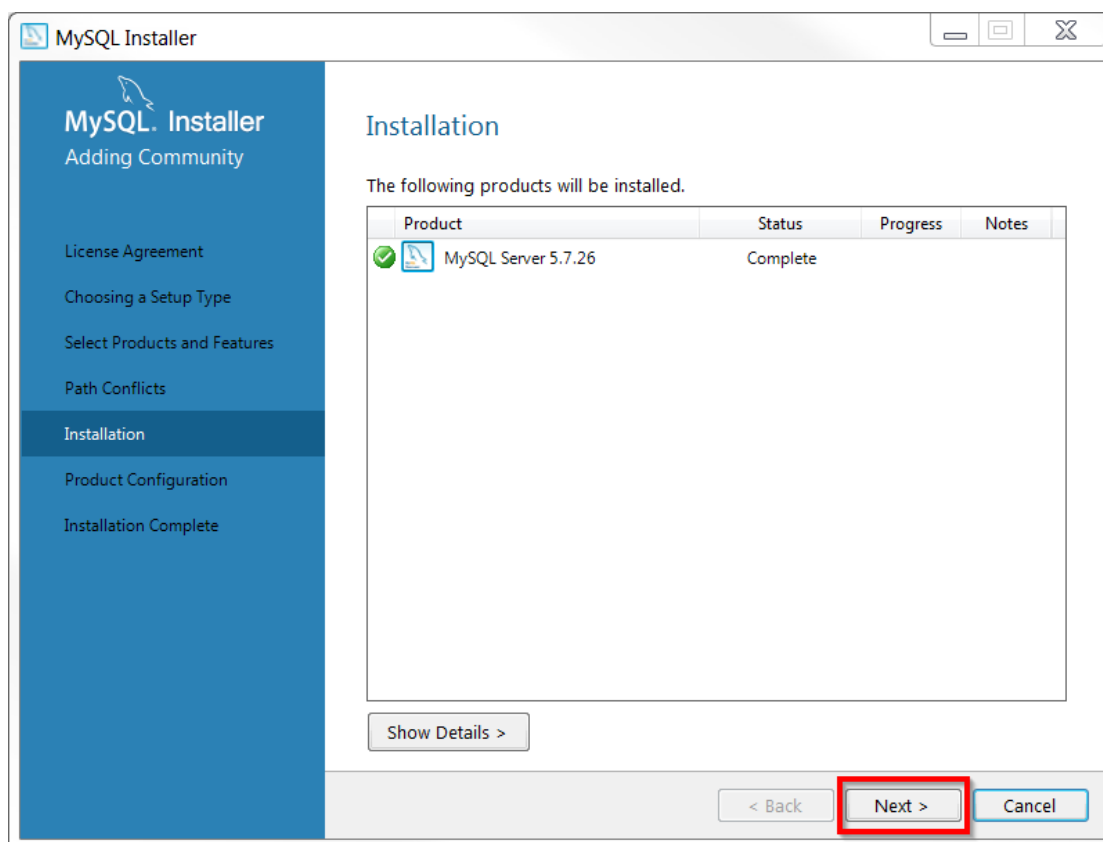 MySQL Installer
MySQL. Installer
Adding Community
License Agreement
Choosing a Setup Type
Select Products and Features
Path Conflicts
Installation
Product Configuration
Installation Complete
Installation
The following products will be installed.
Product Status Progress Notes
MySQL Server 5.7.26 Complete
Show Details >
< Back Next > Cancel